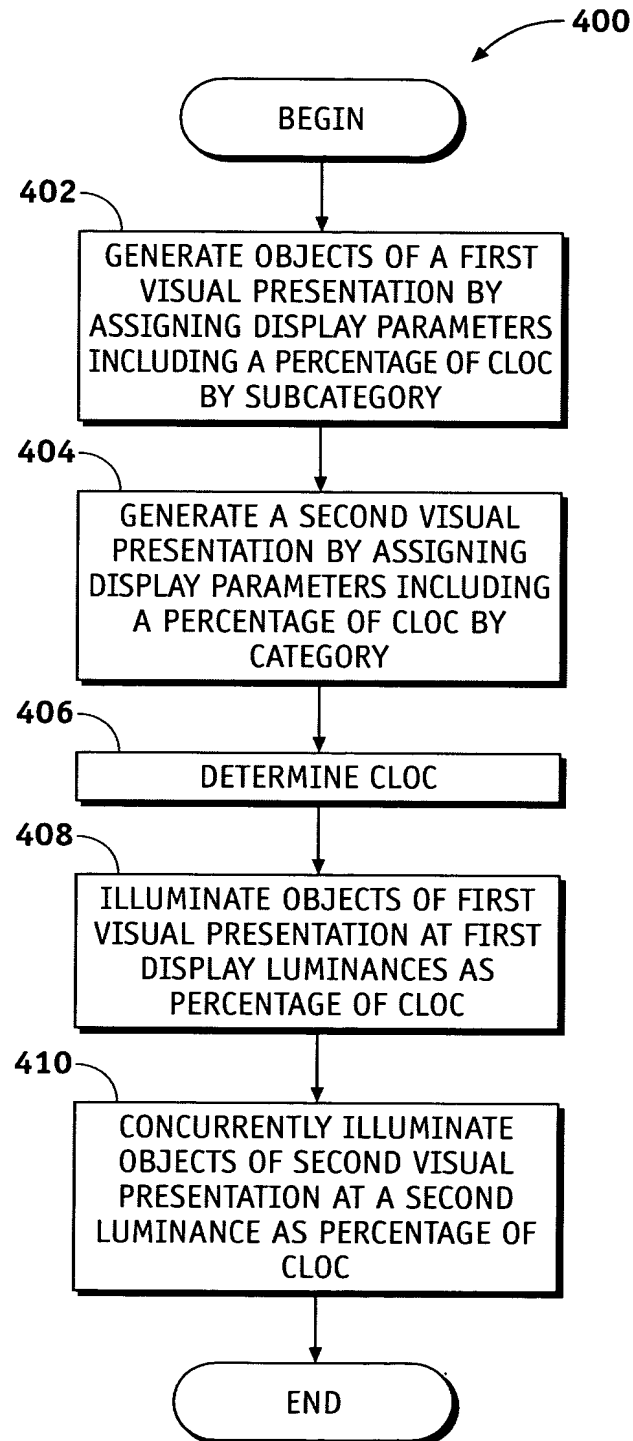 400
BEGIN
402
GENERATE OBJECTS OF A FIRST
VISUAL PRESENTATION BY
ASSIGNING DISPLAY PARAMETERS
INCLUDING A PERCENTAGE OF CLOC
BY SUBCATEGORY
404
GENERATE A SECOND VISUAL
PRESENTATION BY ASSIGNING
DISPLAY PARAMETERS INCLUDING
A PERCENTAGE OF CLOC BY
CATEGORY
406
DETERMINE CLOC
408
ILLUMINATE OBJECTS OF FIRST
VISUAL PRESENTATION AT FIRST
DISPLAY LUMINANCES AS
PERCENTAGE OF CLOC
410
CONCURRENTLY ILLUMINATE
OBJECTS OF SECOND VISUAL
PRESENTATION AT A SECOND
LUMINANCE AS PERCENTAGE OF
CLOC
END